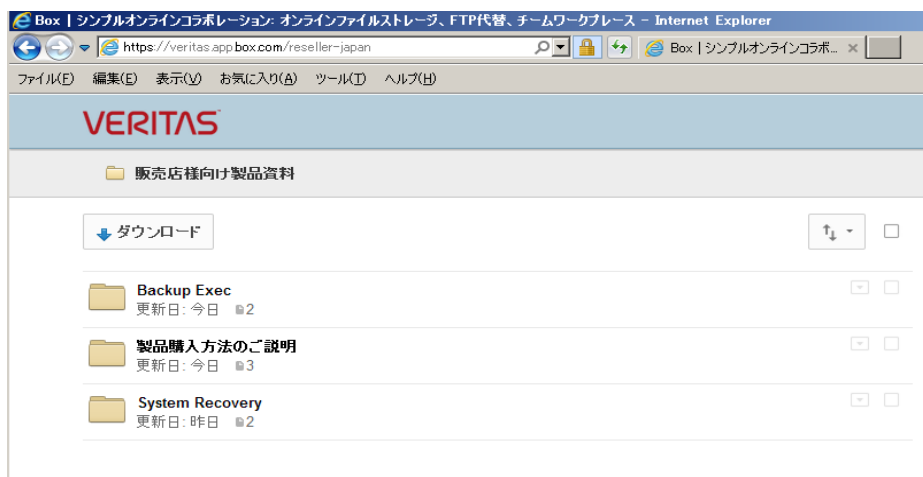 Box | シンプルオンラインコラボレーション: オンラインファイルストレージ、FTP代替、チームワークプレース - Internet Explorer
https://veritas.app.box.com/reseller-japan
Box | シンプルオンラインコラボ...
ファイル(F) 編集(E) 表示(V) お気に入り(A) ツール(T) ヘルプ(H)
VERITAS
販売店様向け製品資料
ダウンロード
Backup Exec
更新日: 今日 2
製品購入方法のご説明
更新日: 今日 3
System Recovery
更新日: 昨日 2